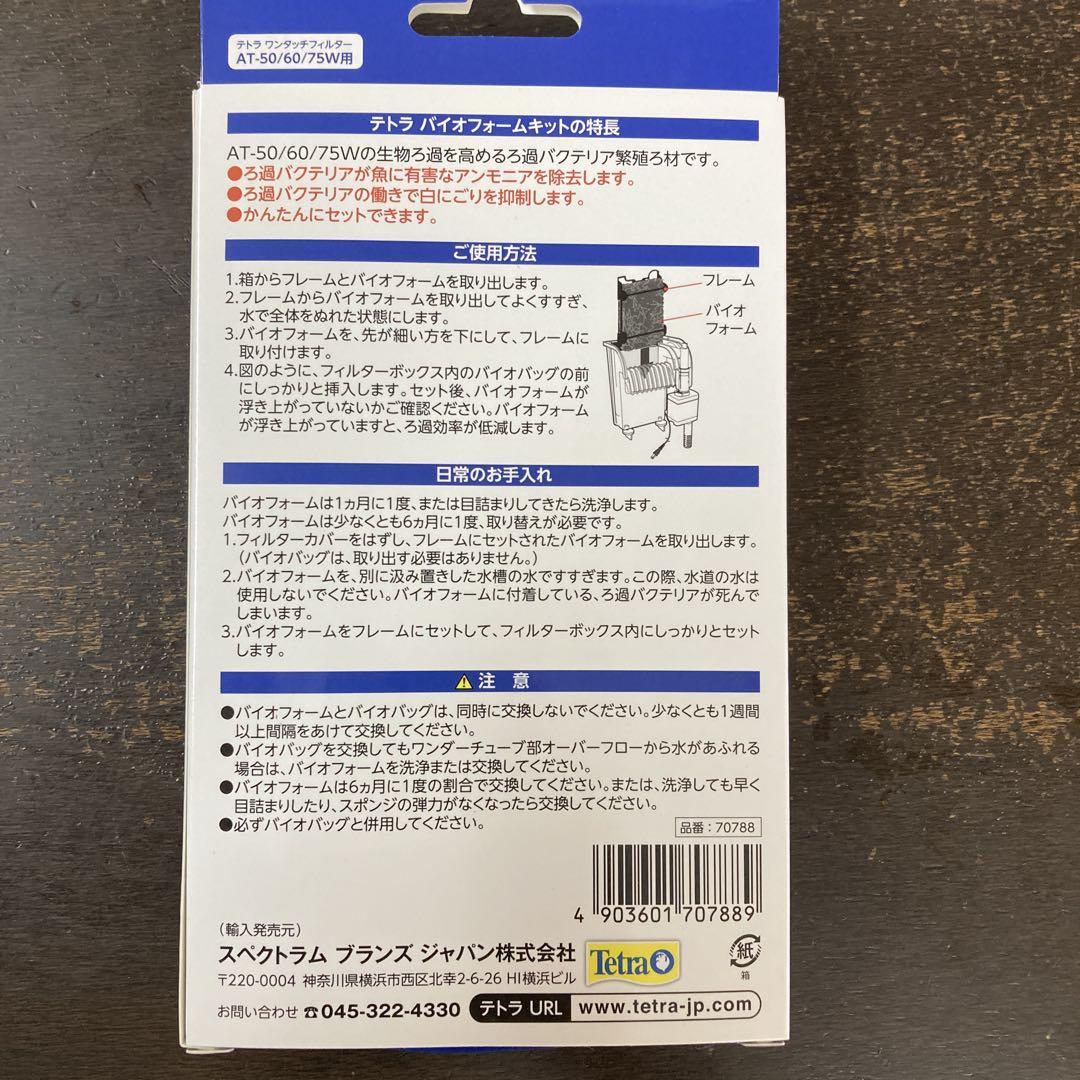 テトラ ワンタッチフィルター
AT-50/60/75W用
テトラ バイオフォームキットの特長
AT-50/60/75Wの生物ろ過を高めるろ過バクテリア繁殖ろ材です。
●ろ過バクテリアが魚に有害なアンモニアを除去します。
●ろ過バクテリアの働きで白にごりを抑制します。
●かんたんにセットできます。
ご使用方法
1.箱からフレームとバイオフォームを取り出します。
2.フレームからバイオフォームを取り出してよくすすぎ、
水で全体をぬれた状態にします。
3.バイオフォームを、先が細い方を下にして、フレームに
取り付けます。
4.図のように、フィルターボックス内のバイオバッグの前
にしっかりと挿入します。セット後、バイオフォームが
浮き上がっていないかご確認ください。バイオフォーム
が浮き上がっていますと、ろ過効率が低減します。
フレーム
バイオ
フォーム
日常のお手入れ
バイオフォームは1ヵ月に1度、または目詰まりしてきたら洗浄します。
バイオフォームは少なくとも6ヵ月に1度、取り替えが必要です。
1.フィルターカバーをはずし、フレームにセットされたバイオフォームを取り出します。
（バイオバッグは、取り出す必要はありません。）
2.バイオフォームを、別に汲み置きした水槽の水ですすぎます。この際、水道の水は
使用しないでください。バイオフォームに付着している、ろ過バクテリアが死んで
しまいます。
3.バイオフォームをフレームにセットして、フィルターボックス内にしっかりとセット
します。
注 意
●バイオフォームとバイオバッグは、同時に交換しないでください。少なくとも1週間
以上間隔をあけて交換してください。
●バイオバッグを交換してもワンダーチューブ部オーバーフローから水があふれる
場合は、バイオフォームを洗浄または交換してください。
●バイオフォームは6ヵ月に1度の割合で交換してください。または、洗浄しても早く
目詰まりしたり、スポンジの弾力がなくなったら交換してください。
●必ずバイオバッグと併用してください。
品番：70788
4 903601 707889
（輸入発売元）
スペクトラム ブランズ ジャパン株式会社
Tetra
紙
箱
〒220-0004 神奈川県横浜市西区北幸2-6-26 HI横浜ビル
お問い合わせ ☎045-322-4330
テトラ URL www.tetra-jp.com